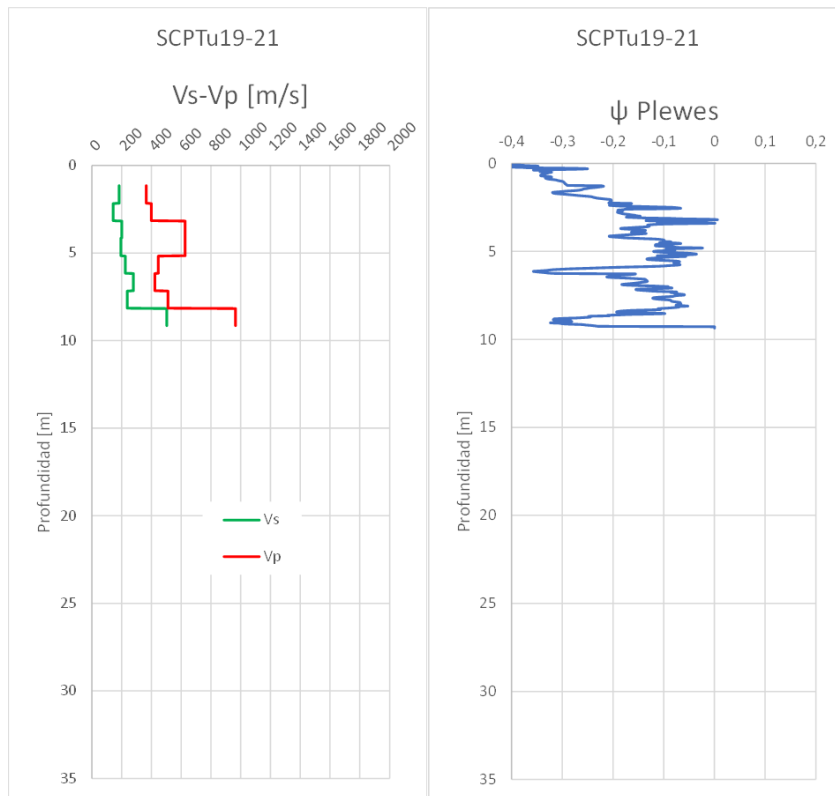 SCPTu19-21
Vs-Vp [m/s]
0 200 400 600 800 1000 1200 1400 1600 1800 2000
0
5
10
15
20
25
30
35
Profundidad [m]
Vs
Vp
SCPTu19-21
ψ Plewes
-0,4 -0,3 -0,2 -0,1 0 0,1 0,2
0
5
10
15
20
25
30
35
Profundidad [m]